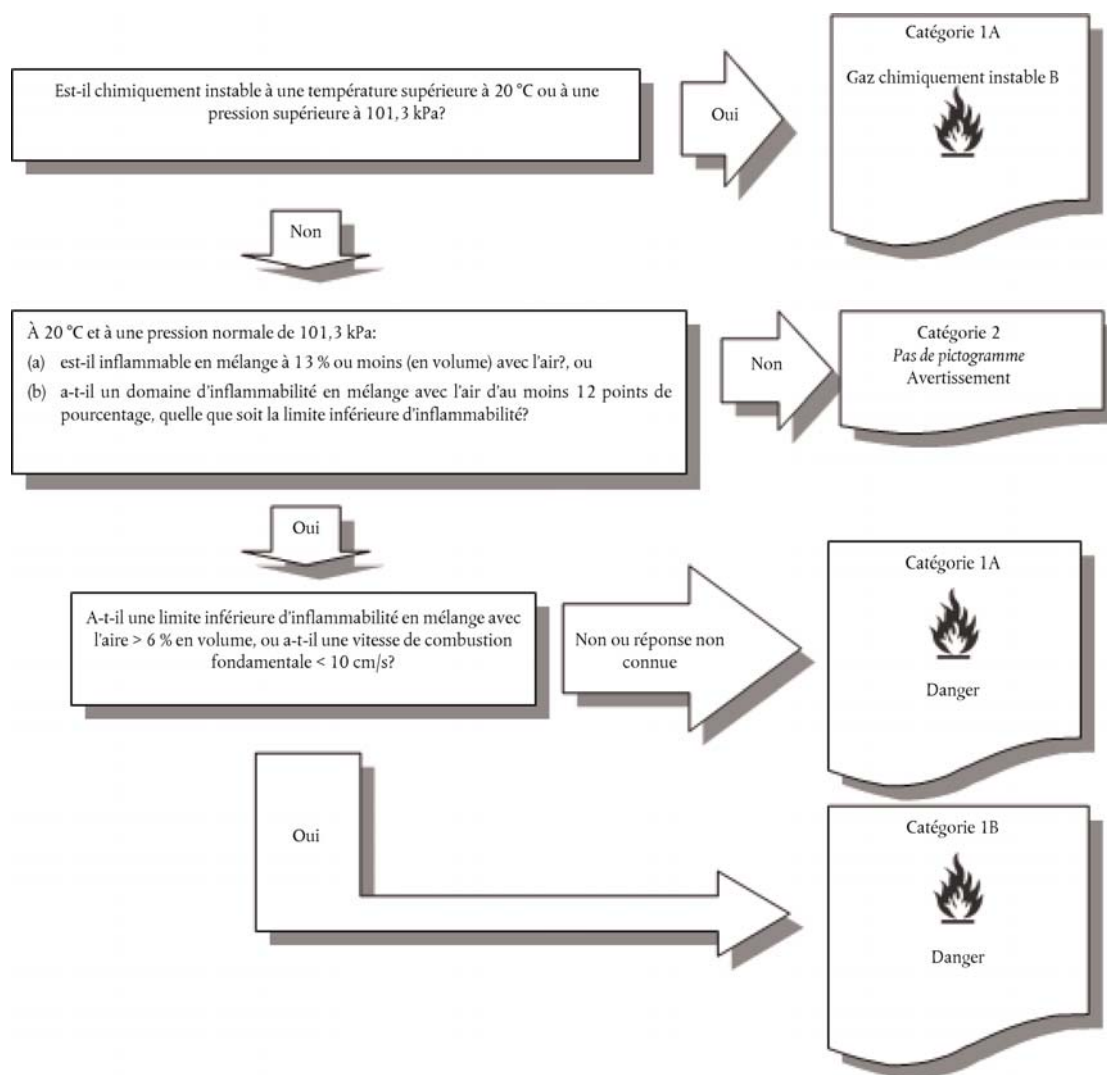 Est-il chimiquement instable à une température supérieure à 20 °C ou à une
pression supérieure à 101,3 kPa?
Oui
Catégorie 1A
Gaz chimiquement instable B
Non
À 20 °C et à une pression normale de 101,3 kPa:
(a) est-il inflammable en mélange à 13 % ou moins (en volume) avec l'air?, ou
(b) a-t-il un domaine d'inflammabilité en mélange avec l'air d'au moins 12 points de
pourcentage, quelle que soit la limite inférieure d'inflammabilité?
Non
Catégorie 2
Pas de pictogramme
Avertissement
Oui
A-t-il une limite inférieure d'inflammabilité en mélange avec
l'aire > 6 % en volume, ou a-t-il une vitesse de combustion
fondamentale < 10 cm/s?
Non ou réponse non
connue
Catégorie 1A
Danger
Oui
Catégorie 1B
Danger